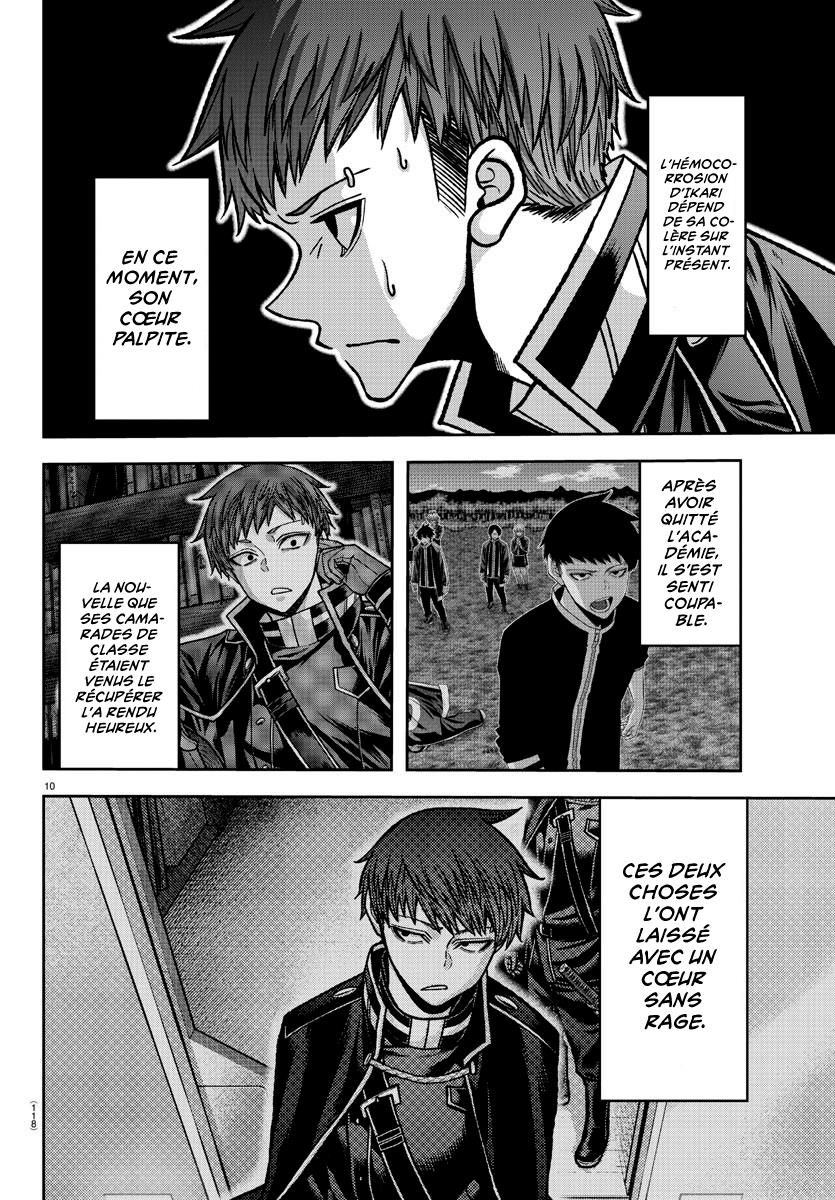 L'HÉMOCO-
RROSION
D'IKARI
DÉPEND
DE SA CO-
LÈRE SUR
L'INSTANT
PRÉSENT.
EN CE
MOMENT,
SON
CŒUR
PALPITE.
APRÈS
AVOIR
QUITTÉ
L'ACA-
DÉMIE,
IL S'EST
SENTI
COUPA-
BLE.
LA NOU-
VELLE QUE
SES CAMA-
RADES DE
CLASSE
ÉTAIENT
VENUS LE
RÉCUPÉRER
L'A RENDU
HEUREUX.
10
CES DEUX
CHOSES
L'ONT
LAISSÉ
AVEC UN
CŒUR
SANS
RAGE.
(118)